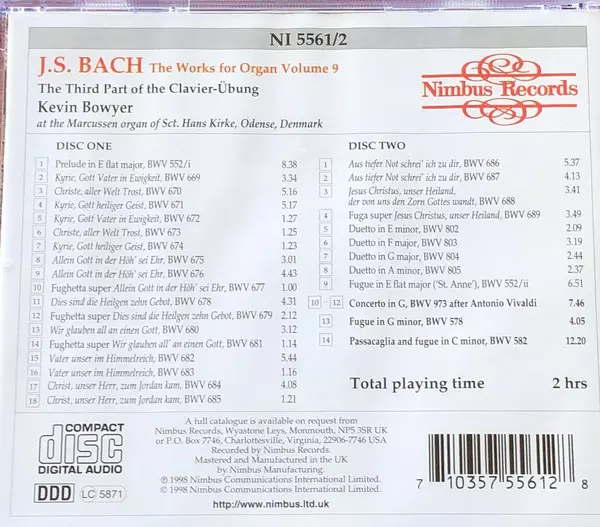 NI 5561/2
J.S. BACH The Works for Organ Volume 9
The Third Part of the Clavier-Übung
Kevin Bowyer
at the Marcussen organ of Sct. Hans Kirke, Odense, Denmark
Nimbus Records
DISC ONE
1 Prelude in E flat major, BWV 552/i 8.38
2 Kyrie, Gott Vater in Ewigkeit, BWV 669 3.34
3 Christe, aller Welt Trost, BWV 670 5.16
4 Kyrie, Gott heiliger Geist, BWV 671 5.17
5 Kyrie, Gott Vater in Ewigkeit, BWV 672 1.27
6 Christe, aller Welt Trost, BWV 673 1.25
7 Kyrie, Gott heiliger Geist, BWV 674 1.23
8 Allein Gott in der Höh' sei Ehr, BWV 675 3.01
9 Allein Gott in der Höh' sei Ehr, BWV 676 4.43
10 Fughetta super Allein Gott in der Höh' sei Ehr, BWV 677 1.00
11 Dies sind die Heilgen zehn Gebot, BWV 678 4.31
12 Fughetta super Dies sind die Heilgen zehn Gebot, BWV 679 2.12
13 Wir glauben all an einen Gott, BWV 680 3.12
14 Fughetta super Wir glauben all' an einen Gott, BWV 681 1.14
15 Vater unser im Himmelreich, BWV 682 5.44
16 Vater unser im Himmelreich, BWV 683 1.16
17 Christ, unser Herr, zum Jordan kam, BWV 684 4.08
18 Christ, unser Herr, zum Jordan kam, BWV 685 1.21
DISC TWO
1 Aus tiefer Not schrei' ich zu dir, BWV 686 5.37
2 Aus tiefer Not schrei' ich zu dir, BWV 687 4.13
3 Jesus Christus, unser Heiland, 3.41
der von uns den Zorn Gottes wandt, BWV 688
4 Fuga super Jesus Christus, unser Heiland, BWV 689 3.49
5 Duetto in E minor, BWV 802 2.09
6 Duetto in F major, BWV 803 3.19
7 Duetto in G major, BWV 804 2.44
8 Duetto in A minor, BWV 805 2.37
9 Fugue in E flat major ('St. Anne'), BWV 552/ii 6.51
10 – 12 Concerto in G, BWV 973 after Antonio Vivaldi 7.46
13 Fugue in G minor, BWV 578 4.05
14 Passacaglia and fugue in C minor, BWV 582 12.20
Total playing time 2 hrs
COMPACT
disc
DIGITAL AUDIO
DDD LC 5871
A full catalogue is available on request from
Nimbus Records, Wyastone Leys, Monmouth, NP5 3SR UK
or P.O. Box 7746, Charlottesville, Virginia, 22906-7746 USA
Recorded by Nimbus Records.
Mastered and Manufactured in the UK
by Nimbus Manufacturing.
℗ 1998 Nimbus Communications International Limited.
© 1998 Nimbus Communications International Limited.
http://www.nimbus.ltd.uk
7 10357 55612 8